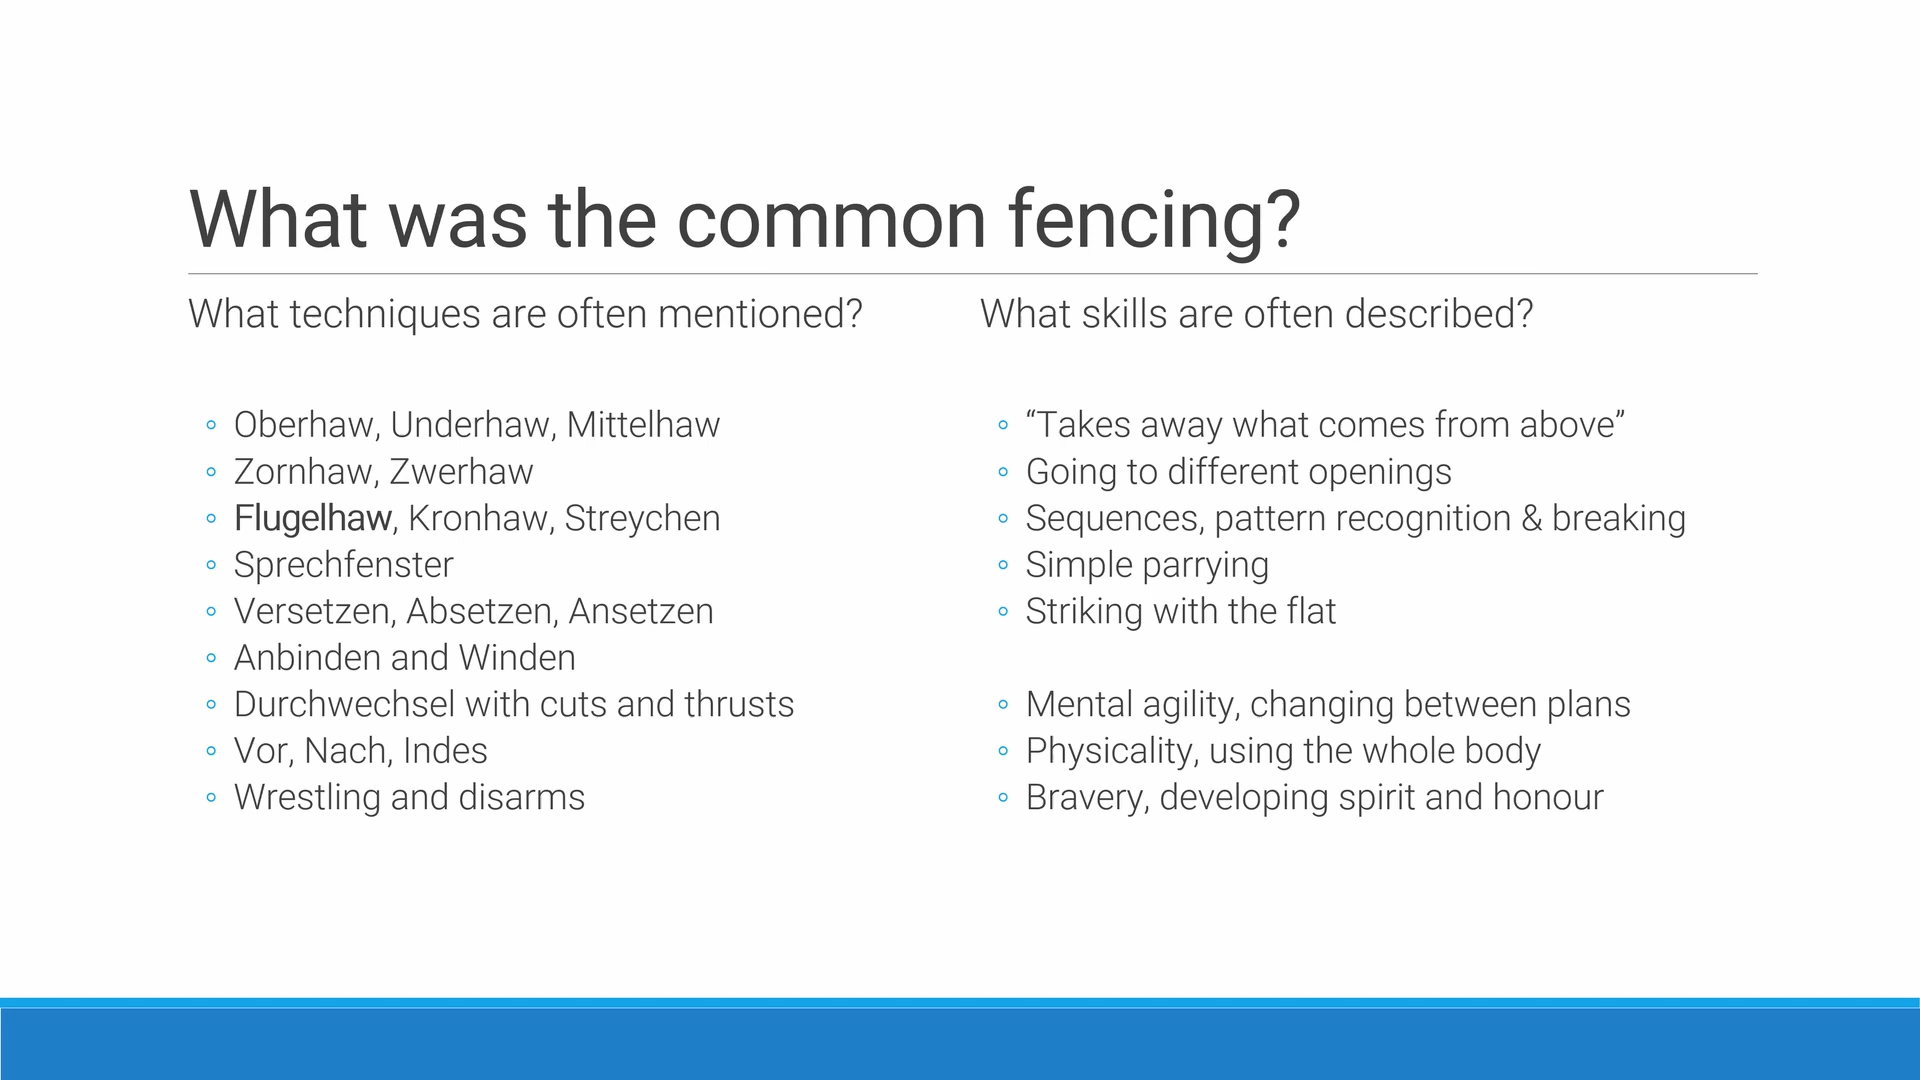 What was the common fencing?
What techniques are often mentioned?
◦ Oberhaw, Underhaw, Mittelhaw
◦ Zornhaw, Zwerhaw
◦ Flugelhaw, Kronhaw, Streychen
◦ Sprechfenster
◦ Versetzen, Absetzen, Ansetzen
◦ Anbinden and Winden
◦ Durchwechsel with cuts and thrusts
◦ Vor, Nach, Indes
◦ Wrestling and disarms
What skills are often described?
◦ “Takes away what comes from above”
◦ Going to different openings
◦ Sequences, pattern recognition & breaking
◦ Simple parrying
◦ Striking with the flat
◦ Mental agility, changing between plans
◦ Physicality, using the whole body
◦ Bravery, developing spirit and honour